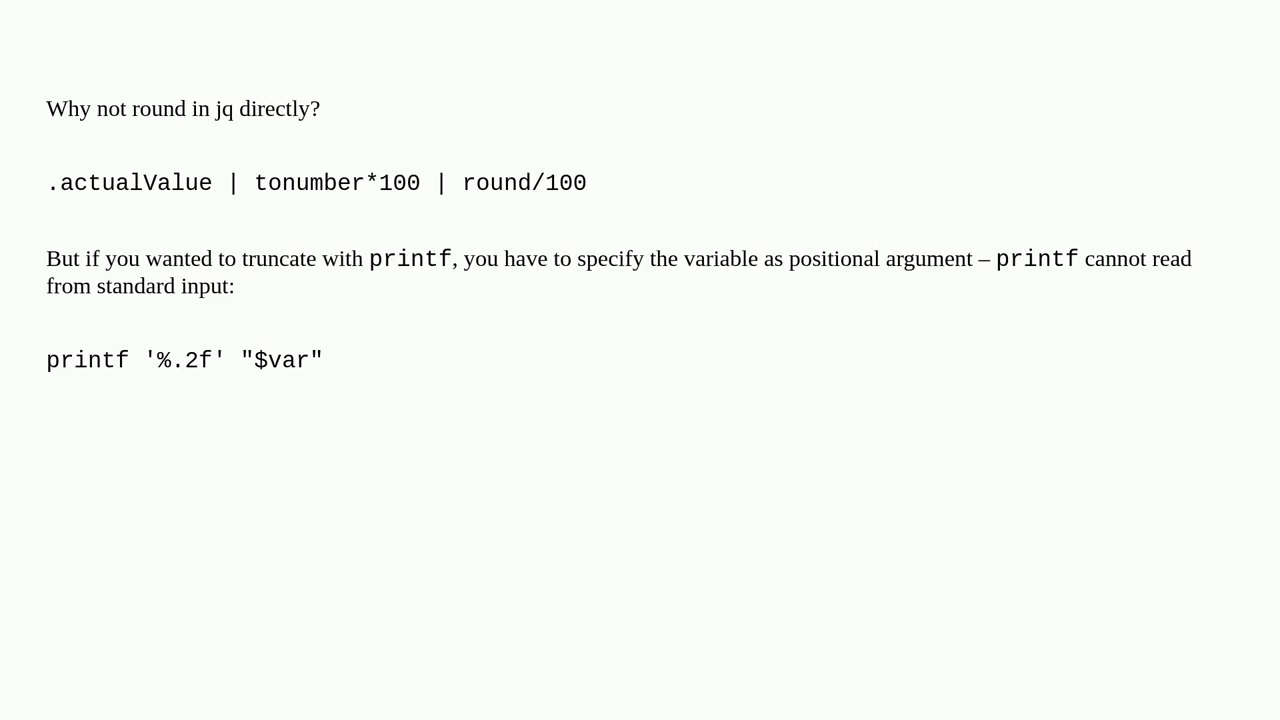 Why not round in jq directly?
.actualValue | tonumber*100 | round/100
But if you wanted to truncate with printf, you have to specify the variable as positional argument – printf cannot read
from standard input:
printf '%.2f' "$var"